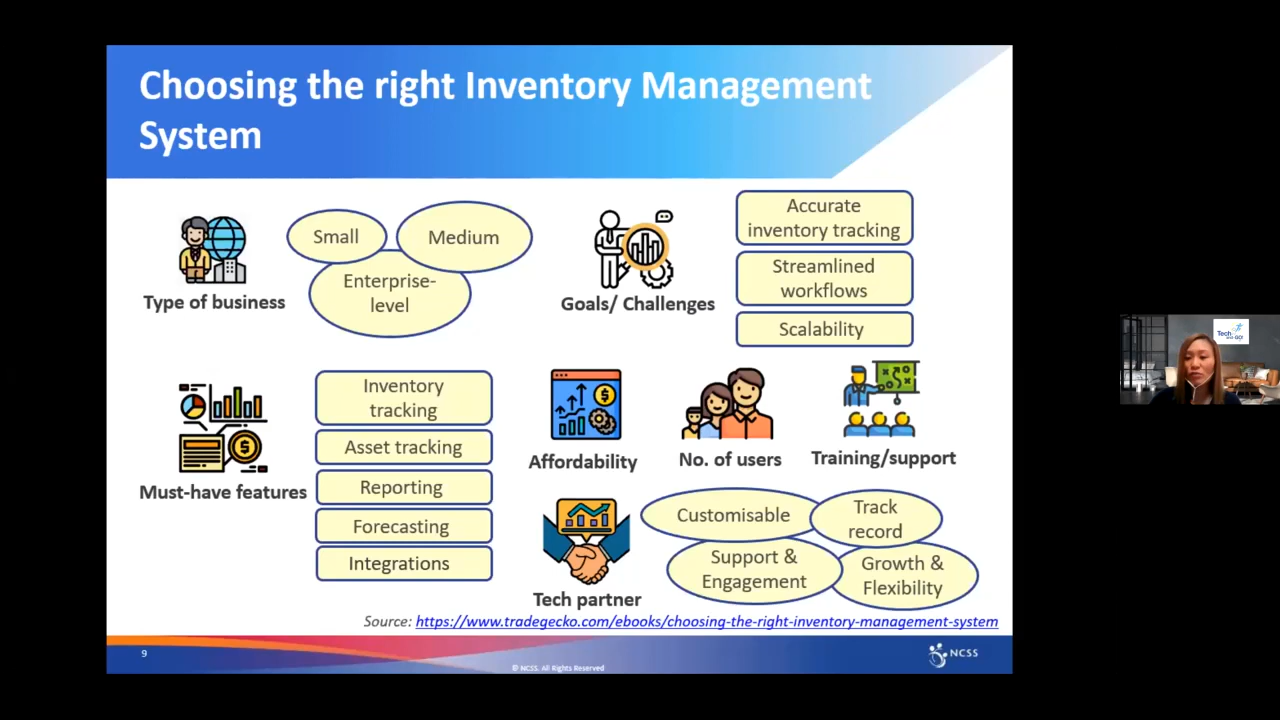 Choosing the right Inventory Management
System
Small
Medium
Enterprise-
level
Type of business
Accurate
inventory tracking
Streamlined
workflows
Scalability
Goals/ Challenges
Inventory
tracking
Asset tracking
Reporting
Forecasting
Integrations
Must-have features
Affordability
No. of users
Training/support
Customisable
Track
record
Support &
Engagement
Growth &
Flexibility
Tech partner
Source: https://www.tradegecko.com/ebooks/choosing-the-right-inventory-management-system
9
© NCSS. All Rights Reserved
NCSS
Tech
GO!